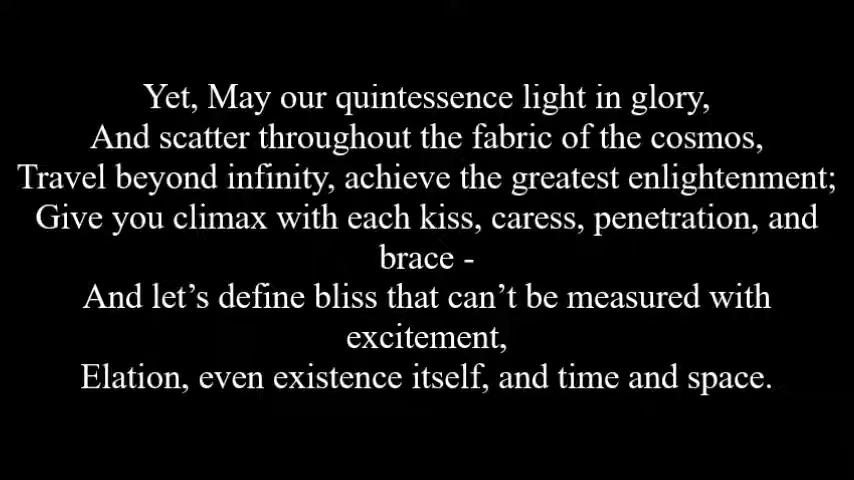 Yet, May our quintessence light in glory,
And scatter throughout the fabric of the cosmos,
Travel beyond infinity, achieve the greatest enlightenment;
Give you climax with each kiss, caress, penetration, and
brace -
And let’s define bliss that can’t be measured with
excitement,
Elation, even existence itself, and time and space.